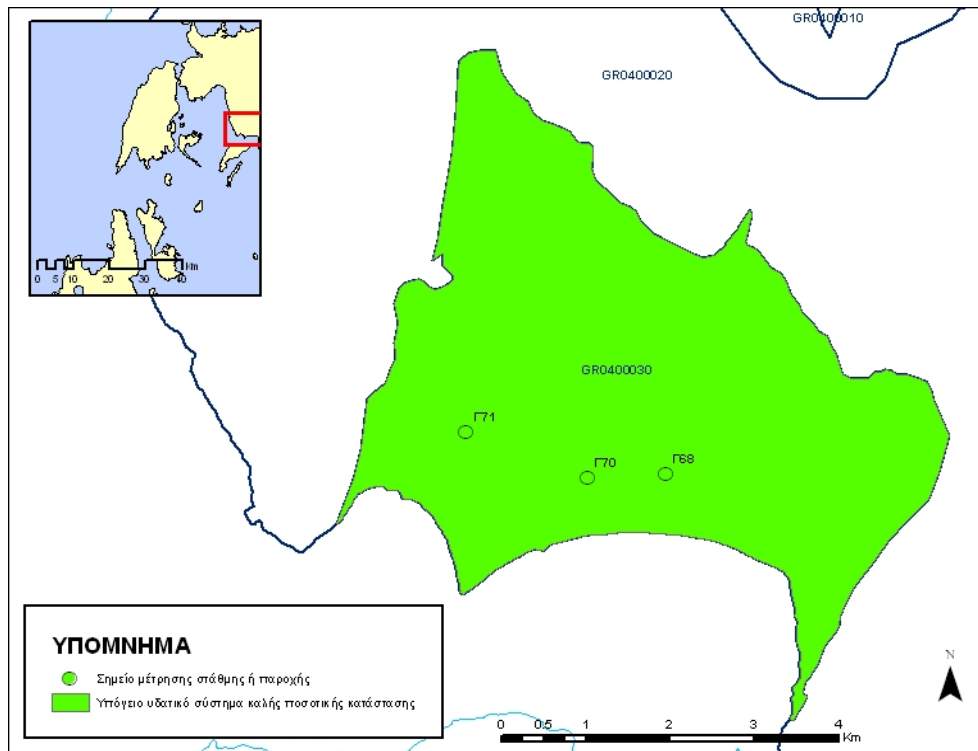 GR0400010
GR0400020
Km
0 5 10 20 30 40
GR0400030
Γ71
Γ70
Γ68
ΥΠΟΜΝΗΜΑ
Σημείο μέτρησης στάθμης ή παροχής
Υπόγειο υδατικό σύστημα καλής ποσοτικής κατάστασης
N
0 0.5 1 2 3 4
Km